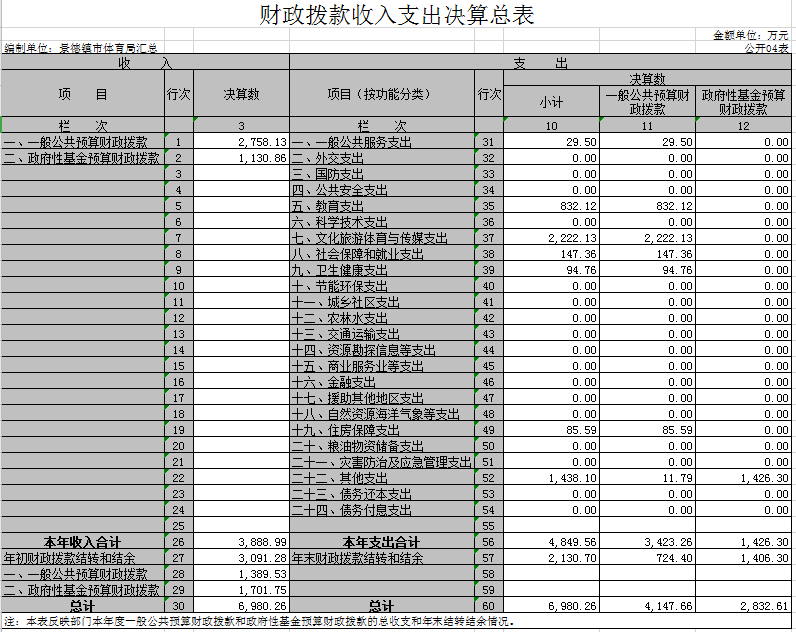 财政拨款收入支出决算总表
金额单位：万元
编制单位：景德镇市体育局汇总 公开04表
收 入 支 出
项 目 行次 决算数 项目（按功能分类） 行次 决算数
小计 一般公共预算财政拨款 政府性基金预算财政拨款
栏 次 3 栏 次 10 11 12
一、一般公共预算财政拨款 1 2,758.13 一、一般公共服务支出 31 29.50 29.50 0.00
二、政府性基金预算财政拨款 2 1,130.86 二、外交支出 32 0.00 0.00 0.00
3 三、国防支出 33 0.00 0.00 0.00
4 四、公共安全支出 34 0.00 0.00 0.00
5 五、教育支出 35 832.12 832.12 0.00
6 六、科学技术支出 36 0.00 0.00 0.00
7 七、文化旅游体育与传媒支出 37 2,222.13 2,222.13 0.00
8 八、社会保障和就业支出 38 147.36 147.36 0.00
9 九、卫生健康支出 39 94.76 94.76 0.00
10 十、节能环保支出 40 0.00 0.00 0.00
11 十一、城乡社区支出 41 0.00 0.00 0.00
12 十二、农林水支出 42 0.00 0.00 0.00
13 十三、交通运输支出 43 0.00 0.00 0.00
14 十四、资源勘探信息等支出 44 0.00 0.00 0.00
15 十五、商业服务业等支出 45 0.00 0.00 0.00
16 十六、金融支出 46 0.00 0.00 0.00
17 十七、援助其他地区支出 47 0.00 0.00 0.00
18 十八、自然资源海洋气象等支出 48 0.00 0.00 0.00
19 十九、住房保障支出 49 85.59 85.59 0.00
20 二十、粮油物资储备支出 50 0.00 0.00 0.00
21 二十一、灾害防治及应急管理支出 51 0.00 0.00 0.00
22 二十二、其他支出 52 1,438.10 11.79 1,426.30
23 二十三、债务还本支出 53 0.00 0.00 0.00
24 二十四、债务付息支出 54 0.00 0.00 0.00
25 55
本年收入合计 26 3,888.99 本年支出合计 56 4,849.56 3,423.26 1,426.30
年初财政拨款结转和结余 27 3,091.28 年末财政拨款结转和结余 57 2,130.70 724.40 1,406.30
一、一般公共预算财政拨款 28 1,389.53 58
二、政府性基金预算财政拨款 29 1,701.75 59
总计 30 6,980.26 总计 60 6,980.26 4,147.66 2,832.61
注：本表反映部门本年度一般公共预算财政拨款和政府性基金预算财政拨款的总收支和年末结转结余情况。